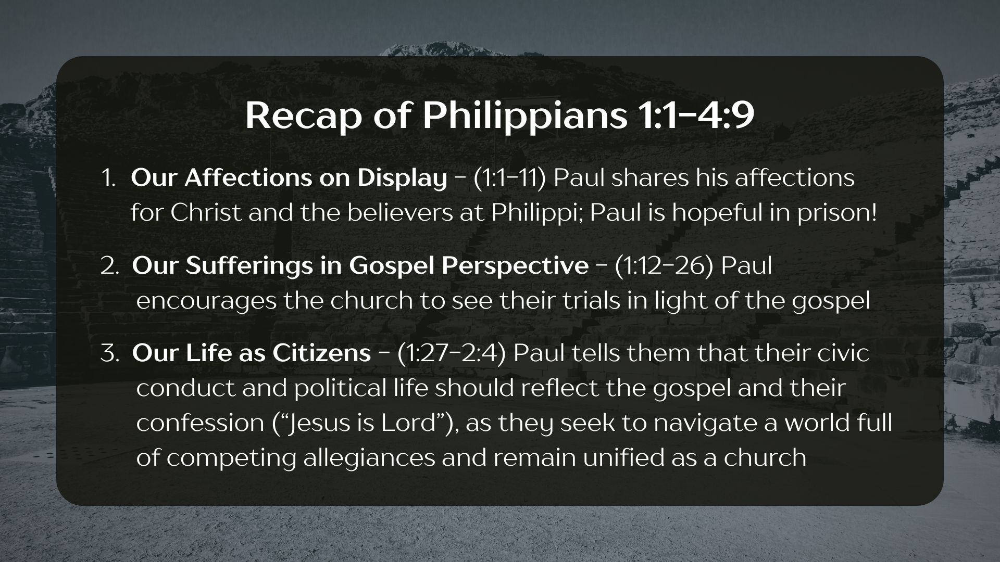 Recap of Philippians 1:1–4:9
1. Our Affections on Display – (1:1–11) Paul shares his affections
for Christ and the believers at Philippi; Paul is hopeful in prison!
2. Our Sufferings in Gospel Perspective – (1:12–26) Paul
encourages the church to see their trials in light of the gospel
3. Our Life as Citizens – (1:27–2:4) Paul tells them that their civic
conduct and political life should reflect the gospel and their
confession (“Jesus is Lord”), as they seek to navigate a world full
of competing allegiances and remain unified as a church